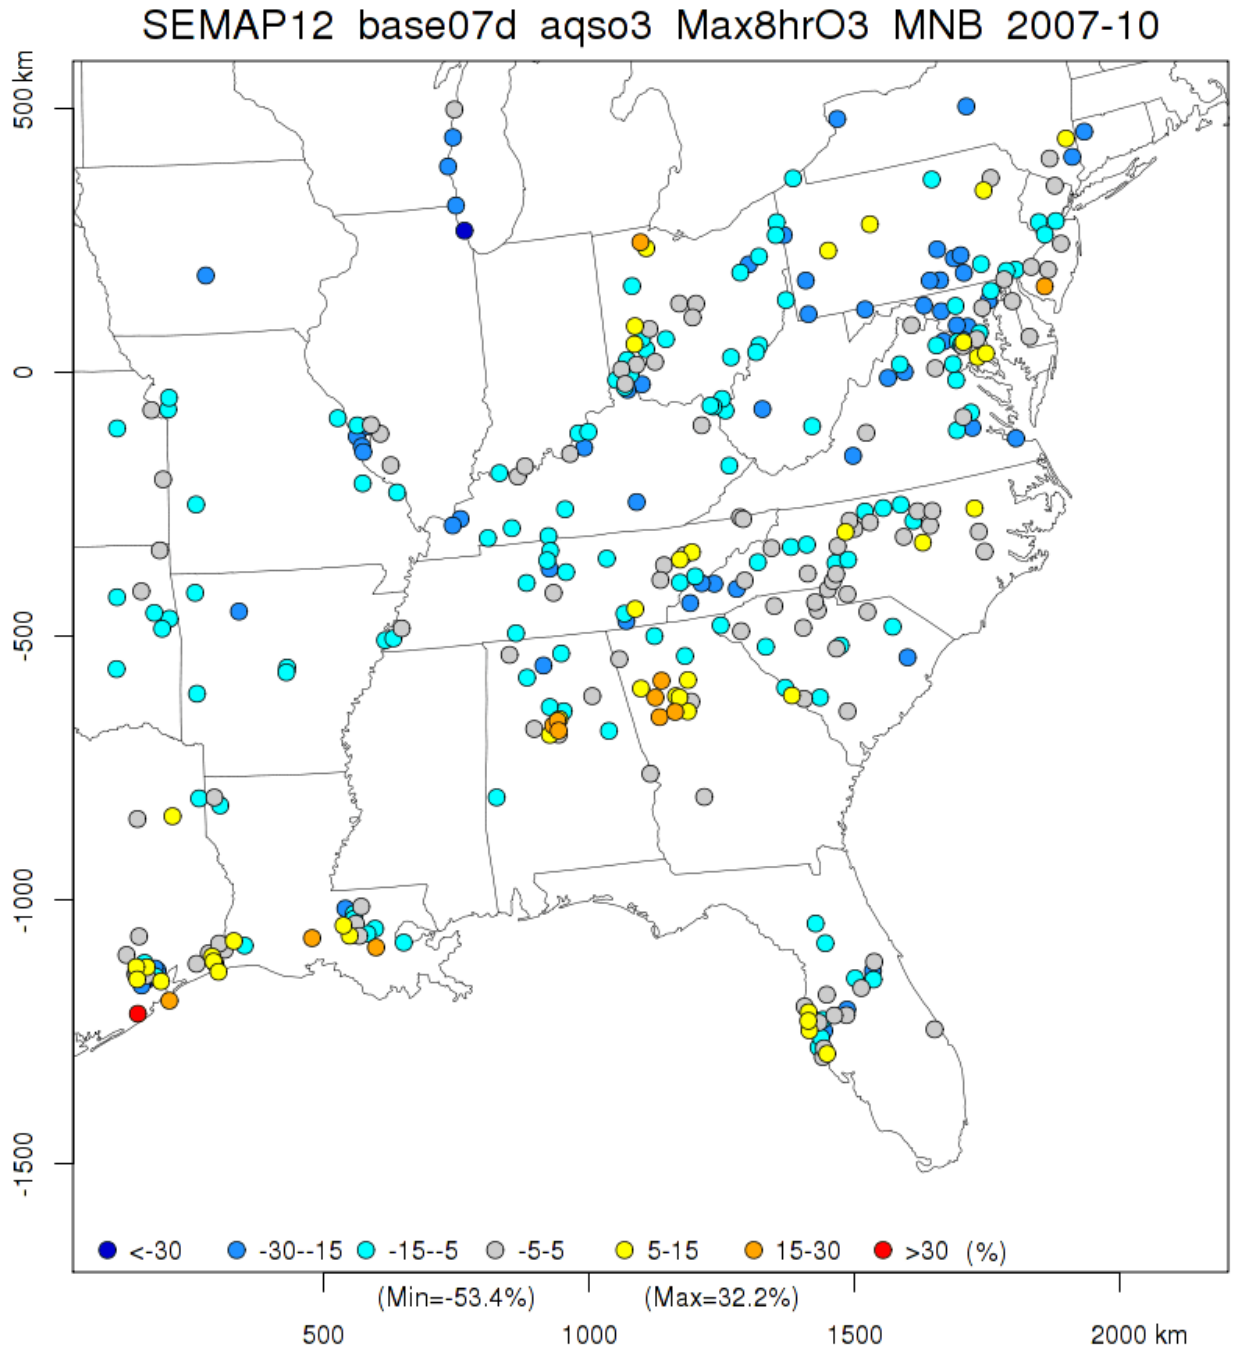 SEMAP12 base07d aqso3 Max8hrO3 MNB 2007-10
500 km
0
-500
-1000
-1500
<-30 -30--15 -15--5 -5-5 5-15 15-30 >30 (%)
(Min=-53.4%) (Max=32.2%)
500 1000 1500 2000 km